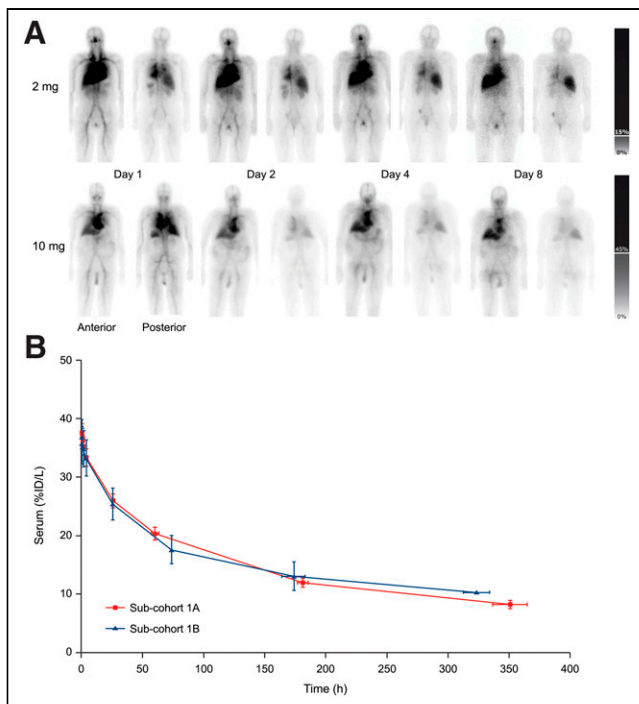 A
2 mg
15%
0%
Day 1 Day 2 Day 4 Day 8
10 mg
45%
0%
Anterior Posterior
B
50
40
30
20
10
0
Serum (%ID/L)
Sub-cohort 1A
Sub-cohort 1B
0 50 100 150 200 250 300 350 400
Time (h)